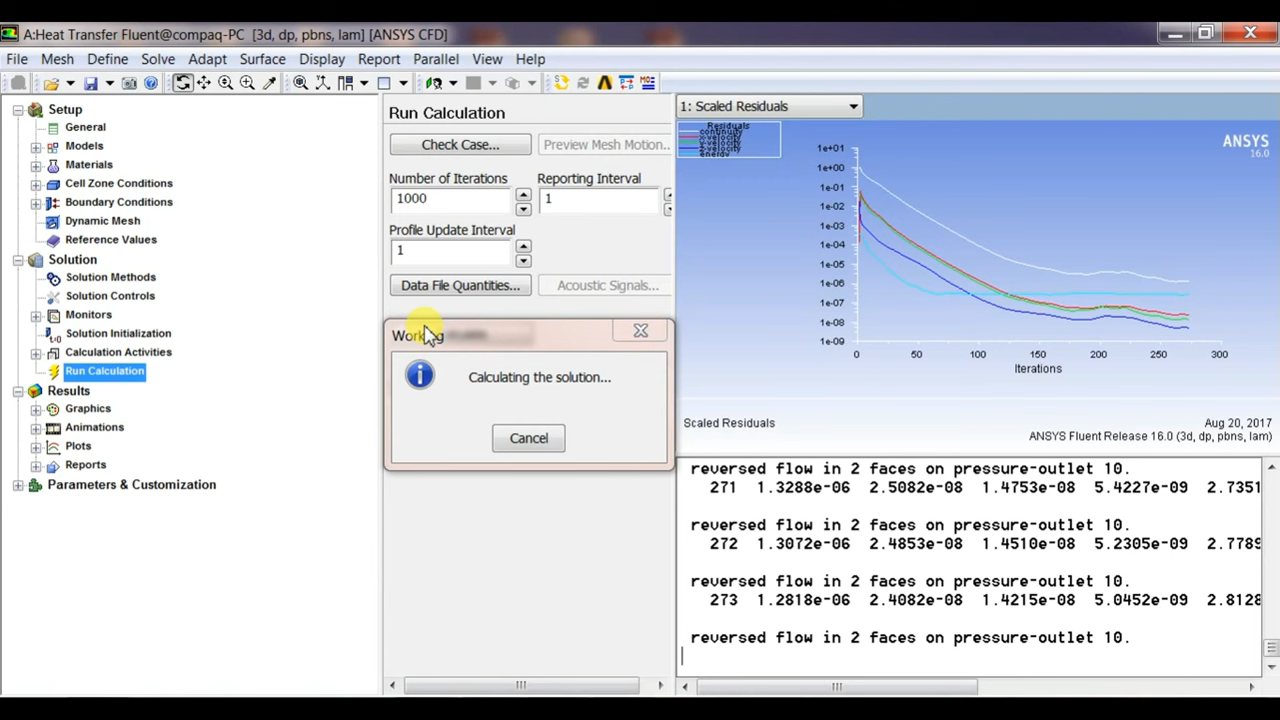 A:Heat Transfer Fluent@compaq-PC [3d, dp, pbns, lam] [ANSYS CFD]
File Mesh Define Solve Adapt Surface Display Report Parallel View Help
Setup
General
Models
Materials
Cell Zone Conditions
Boundary Conditions
Dynamic Mesh
Reference Values
Solution
Solution Methods
Solution Controls
Monitors
Solution Initialization
Calculation Activities
Run Calculation
Results
Graphics
Animations
Plots
Reports
Parameters & Customization
Run Calculation
Check Case... Preview Mesh Motion...
Number of Iterations Reporting Interval
1000 1
Profile Update Interval
1
Data File Quantities... Acoustic Signals...
Working
Calculating the solution...
Cancel
1: Scaled Residuals
Residuals
continuity
x-velocity
y-velocity
z-velocity
energy
ANSYS
16.0
1e+01
1e+00
1e-01
1e-02
1e-03
1e-04
1e-05
1e-06
1e-07
1e-08
1e-09
0 50 100 150 200 250 300
Iterations
Scaled Residuals Aug 20, 2017
ANSYS Fluent Release 16.0 (3d, dp, pbns, lam)
reversed flow in 2 faces on pressure-outlet 10.
271 1.3288e-06 2.5082e-08 1.4753e-08 5.4227e-09 2.7351
reversed flow in 2 faces on pressure-outlet 10.
272 1.3072e-06 2.4853e-08 1.4510e-08 5.2305e-09 2.7789
reversed flow in 2 faces on pressure-outlet 10.
273 1.2818e-06 2.4082e-08 1.4215e-08 5.0452e-09 2.8128
reversed flow in 2 faces on pressure-outlet 10.